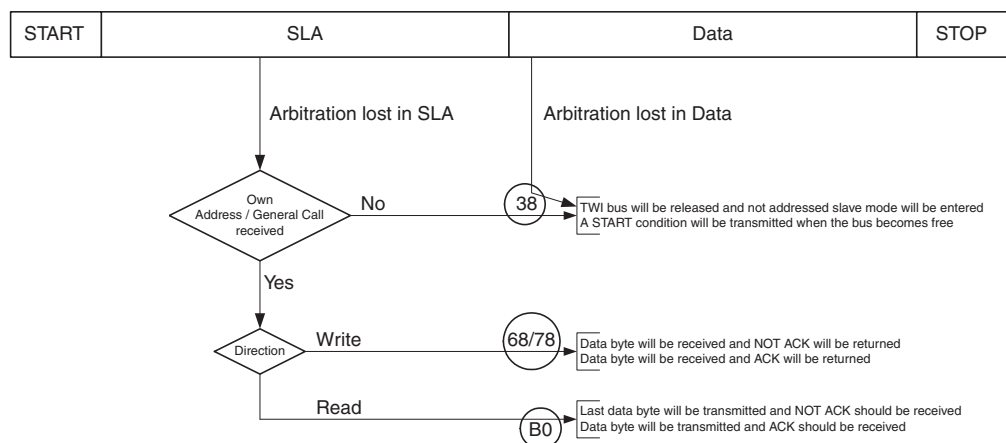 START SLA Data STOP
Arbitration lost in SLA Arbitration lost in Data
Own
Address / General Call
received
No
38
TWI bus will be released and not addressed slave mode will be entered
A START condition will be transmitted when the bus becomes free
Yes
Direction
Write
68/78
Data byte will be received and NOT ACK will be returned
Data byte will be received and ACK will be returned
Read
B0
Last data byte will be transmitted and NOT ACK should be received
Data byte will be transmitted and ACK should be received